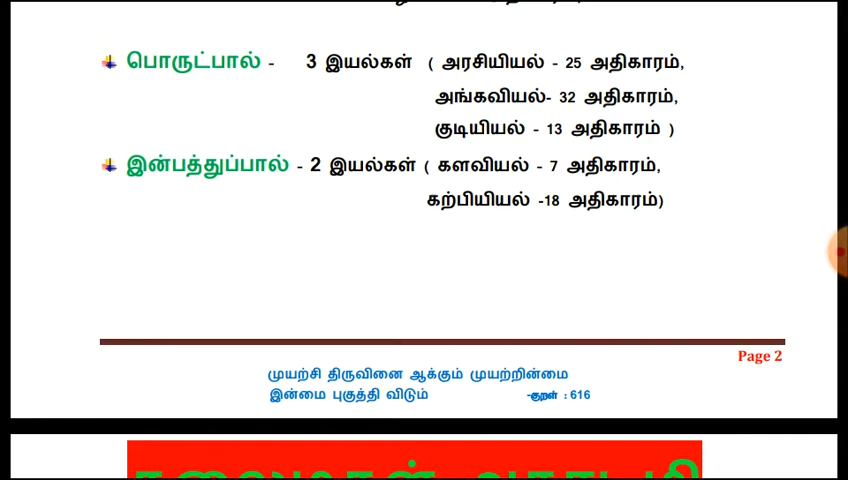 பொருட்பால் - 3 இயல்கள் ( அரசியியல் - 25 அதிகாரம்,
அங்கவியல்- 32 அதிகாரம்,
குடியியல் - 13 அதிகாரம் )
இன்பத்துப்பால் - 2 இயல்கள் ( களவியல் - 7 அதிகாரம்,
கற்பியியல் -18 அதிகாரம்)
Page 2
முயற்சி திருவினை ஆக்கும் முயற்றின்மை
இன்மை புகுத்தி விடும் -குறள் : 616